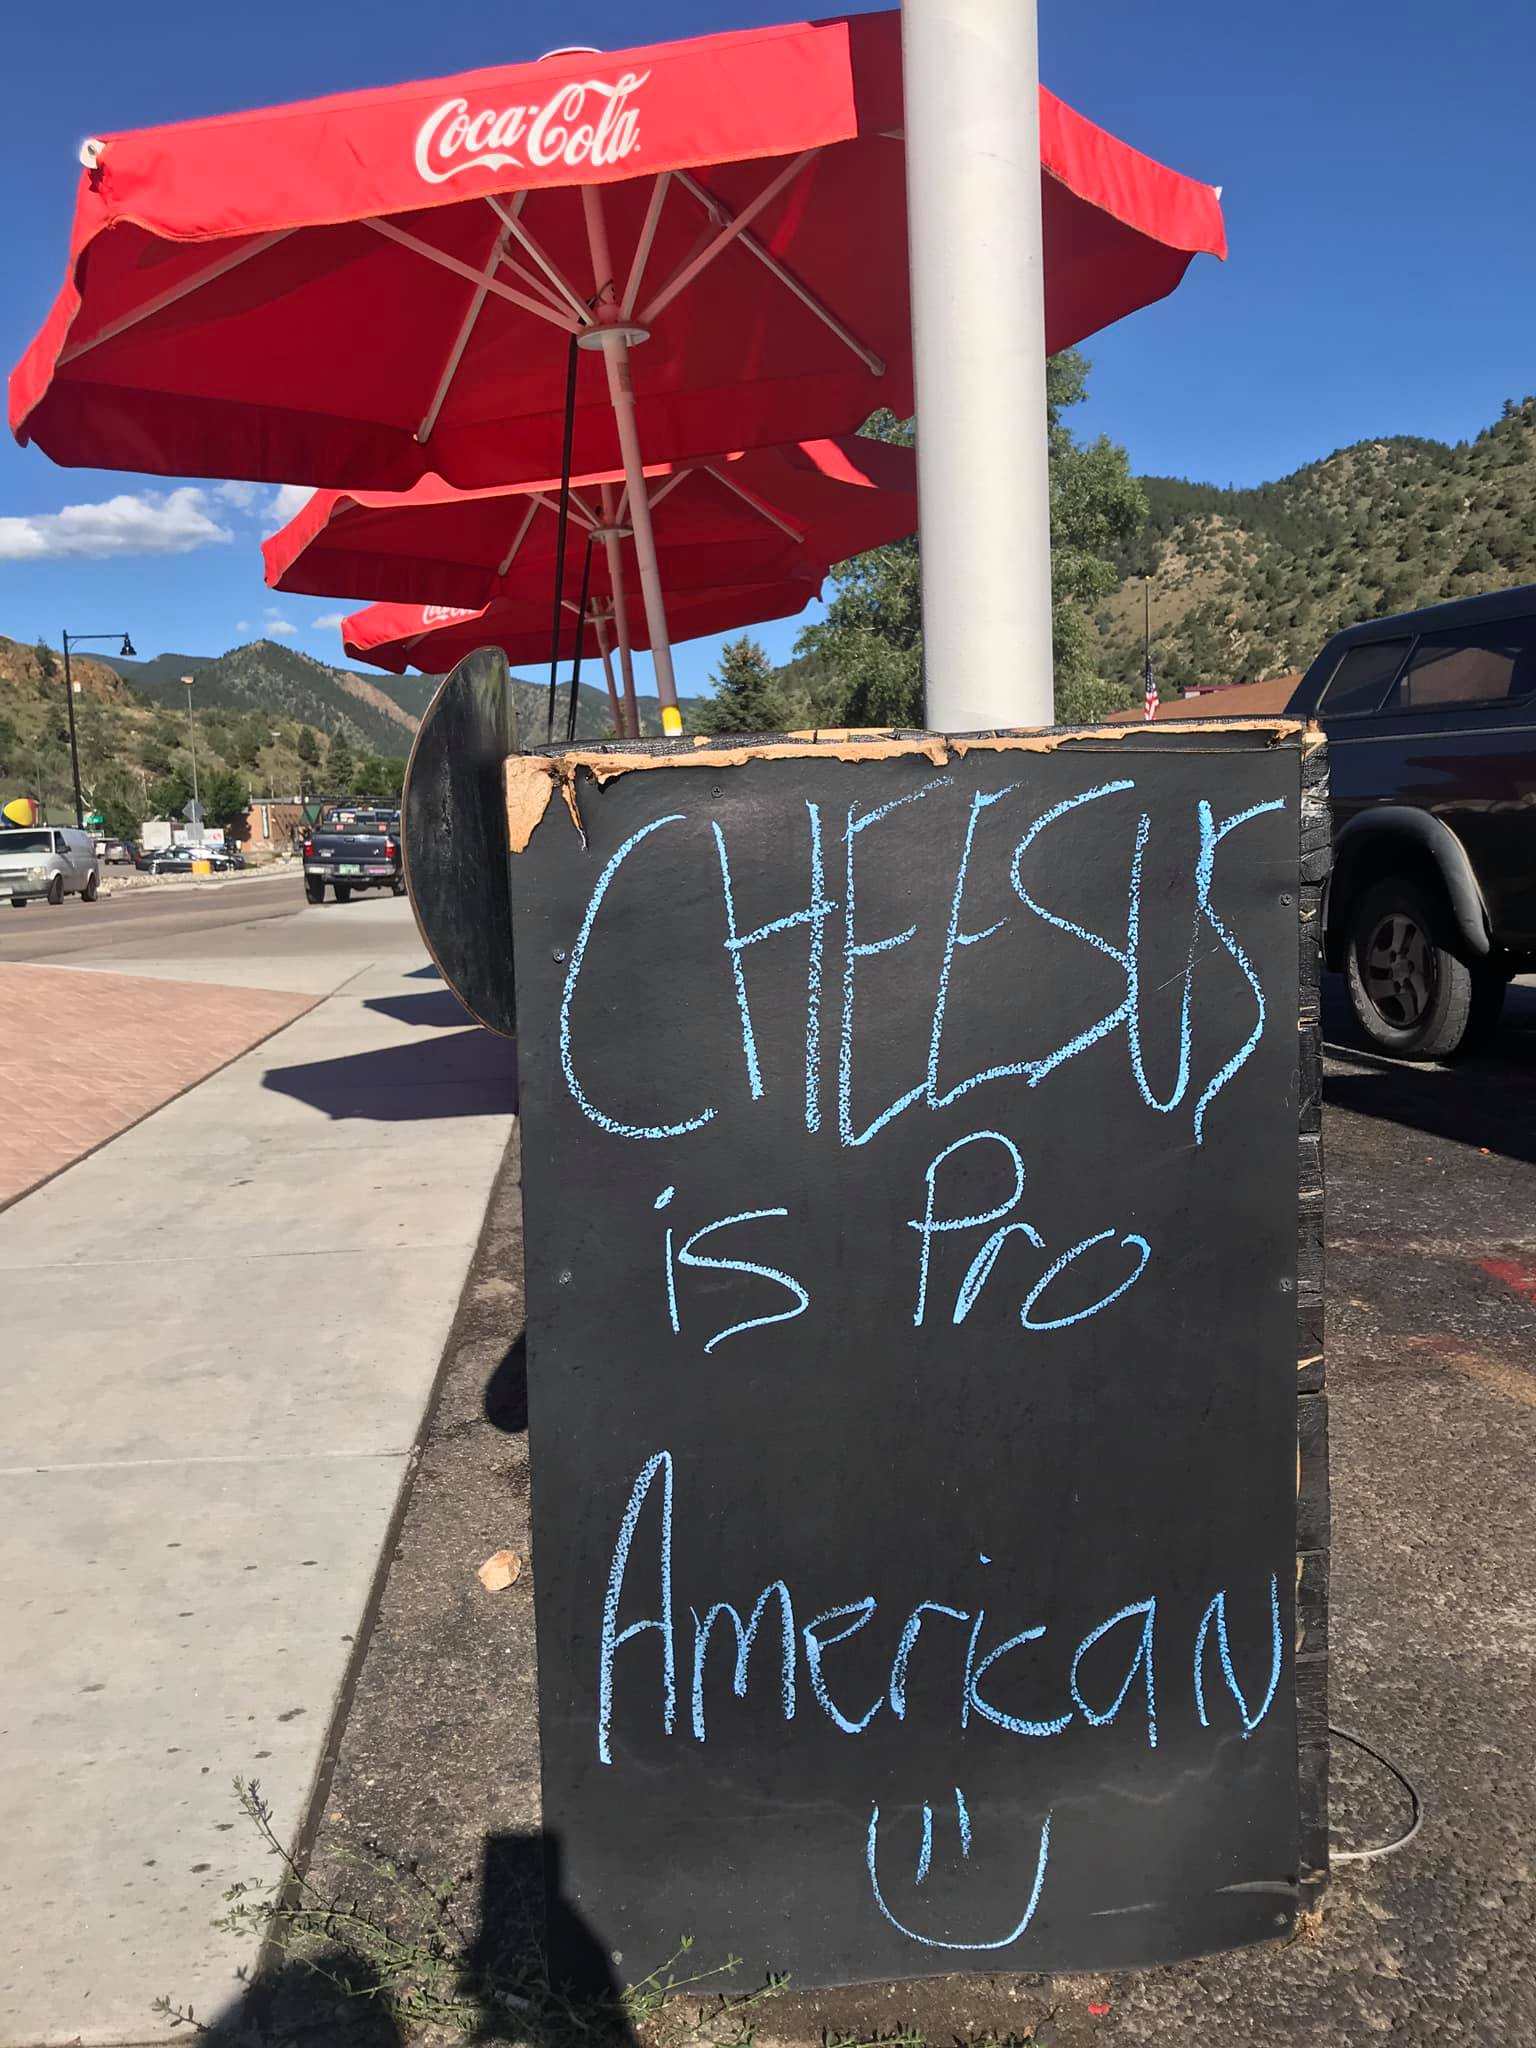 Coca-Cola
CHEESUS
is Pro
AmericaN